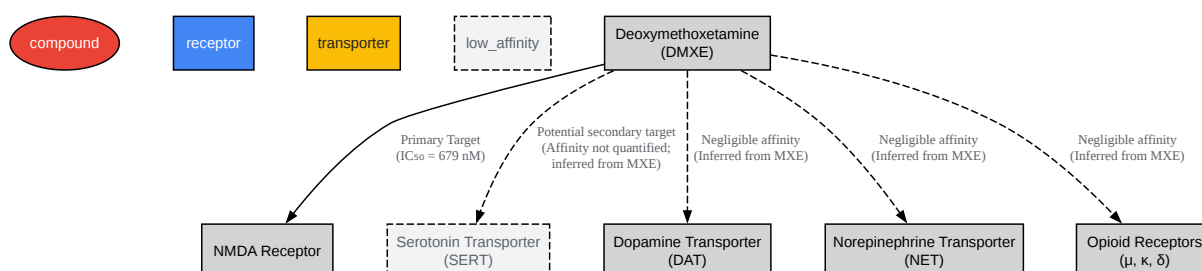 compound
receptor
transporter
low_affinity
Deoxymethoxetamine
(DMXE)
Primary Target
(IC₅₀ = 679 nM)
Potential secondary target
(Affinity not quantified;
inferred from MXE)
Negligible affinity
(Inferred from MXE)
Negligible affinity
(Inferred from MXE)
Negligible affinity
(Inferred from MXE)
NMDA Receptor
Serotonin Transporter
(SERT)
Dopamine Transporter
(DAT)
Norepinephrine Transporter
(NET)
Opioid Receptors
(μ, κ, δ)